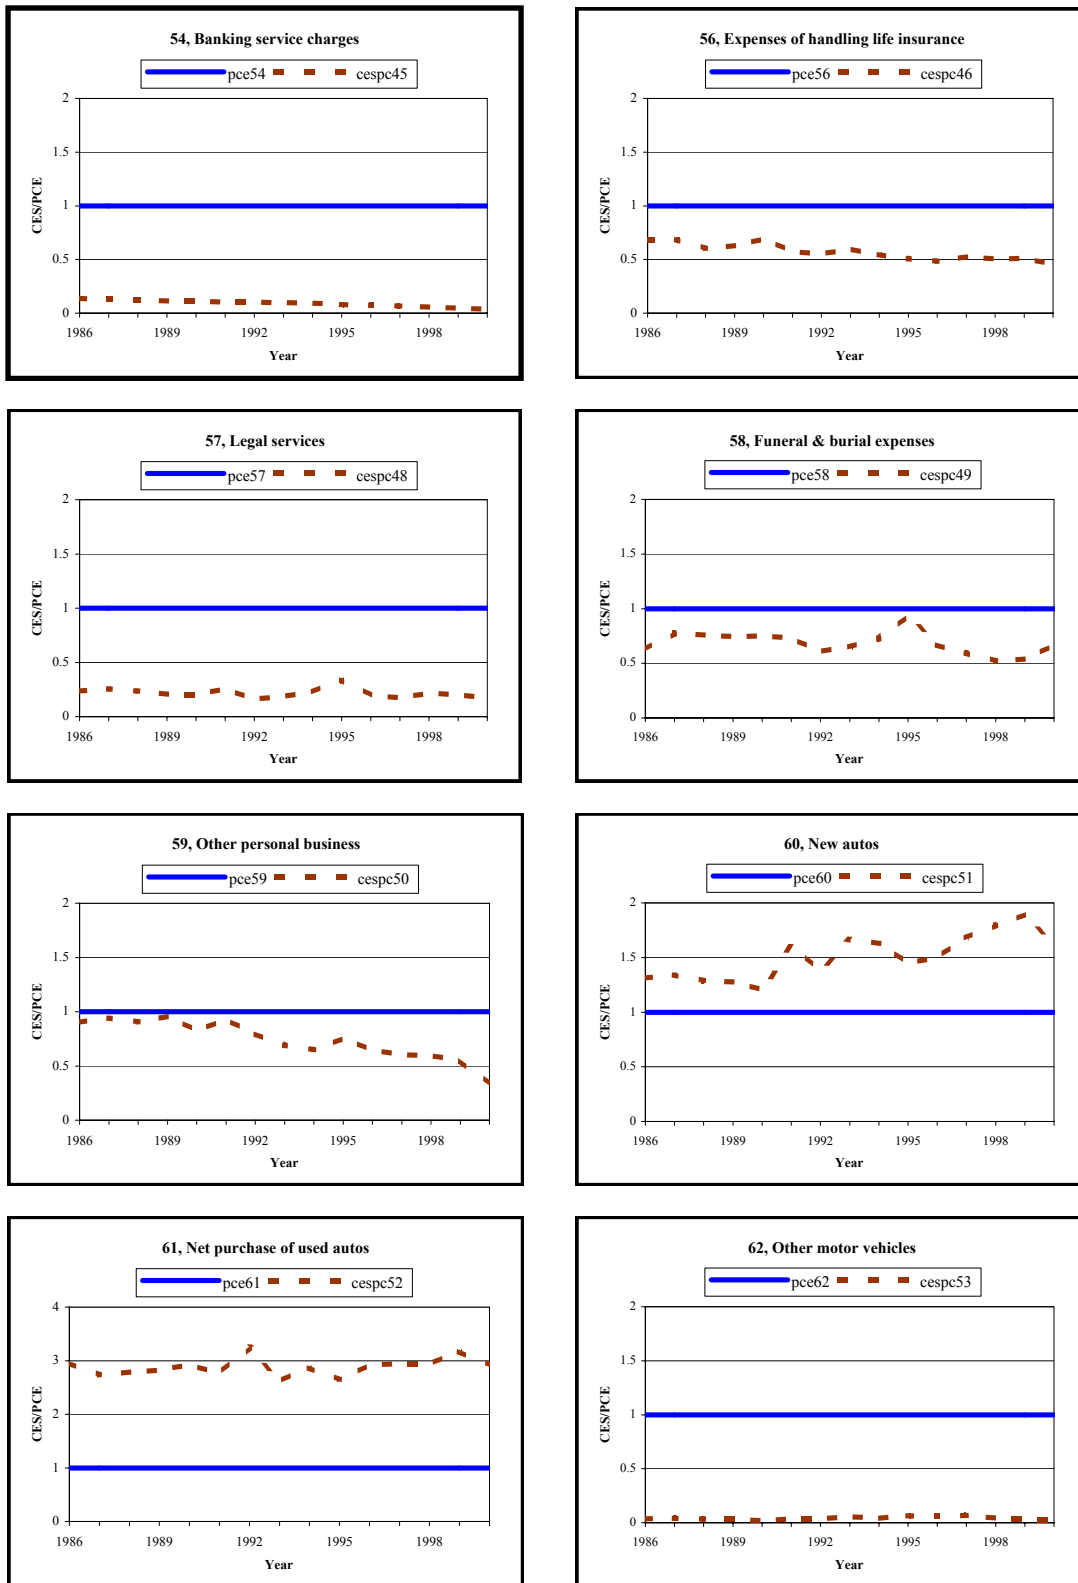 54, Banking service charges
pce54 cespc45
2
1.5
1
0.5
0
CES/PCE
1986 1989 1992 1995 1998
Year
56, Expenses of handling life insurance
pce56 cespc46
2
1.5
1
0.5
0
CES/PCE
1986 1989 1992 1995 1998
Year
57, Legal services
pce57 cespc48
2
1.5
1
0.5
0
CES/PCE
1986 1989 1992 1995 1998
Year
58, Funeral & burial expenses
pce58 cespc49
2
1.5
1
0.5
0
CES/PCE
1986 1989 1992 1995 1998
Year
59, Other personal business
pce59 cespc50
2
1.5
1
0.5
0
CES/PCE
1986 1989 1992 1995 1998
Year
60, New autos
pce60 cespc51
2
1.5
1
0.5
0
CES/PCE
1986 1989 1992 1995 1998
Year
61, Net purchase of used autos
pce61 cespc52
4
3
2
1
0
CES/PCE
1986 1989 1992 1995 1998
Year
62, Other motor vehicles
pce62 cespc53
2
1.5
1
0.5
0
CES/PCE
1986 1989 1992 1995 1998
Year